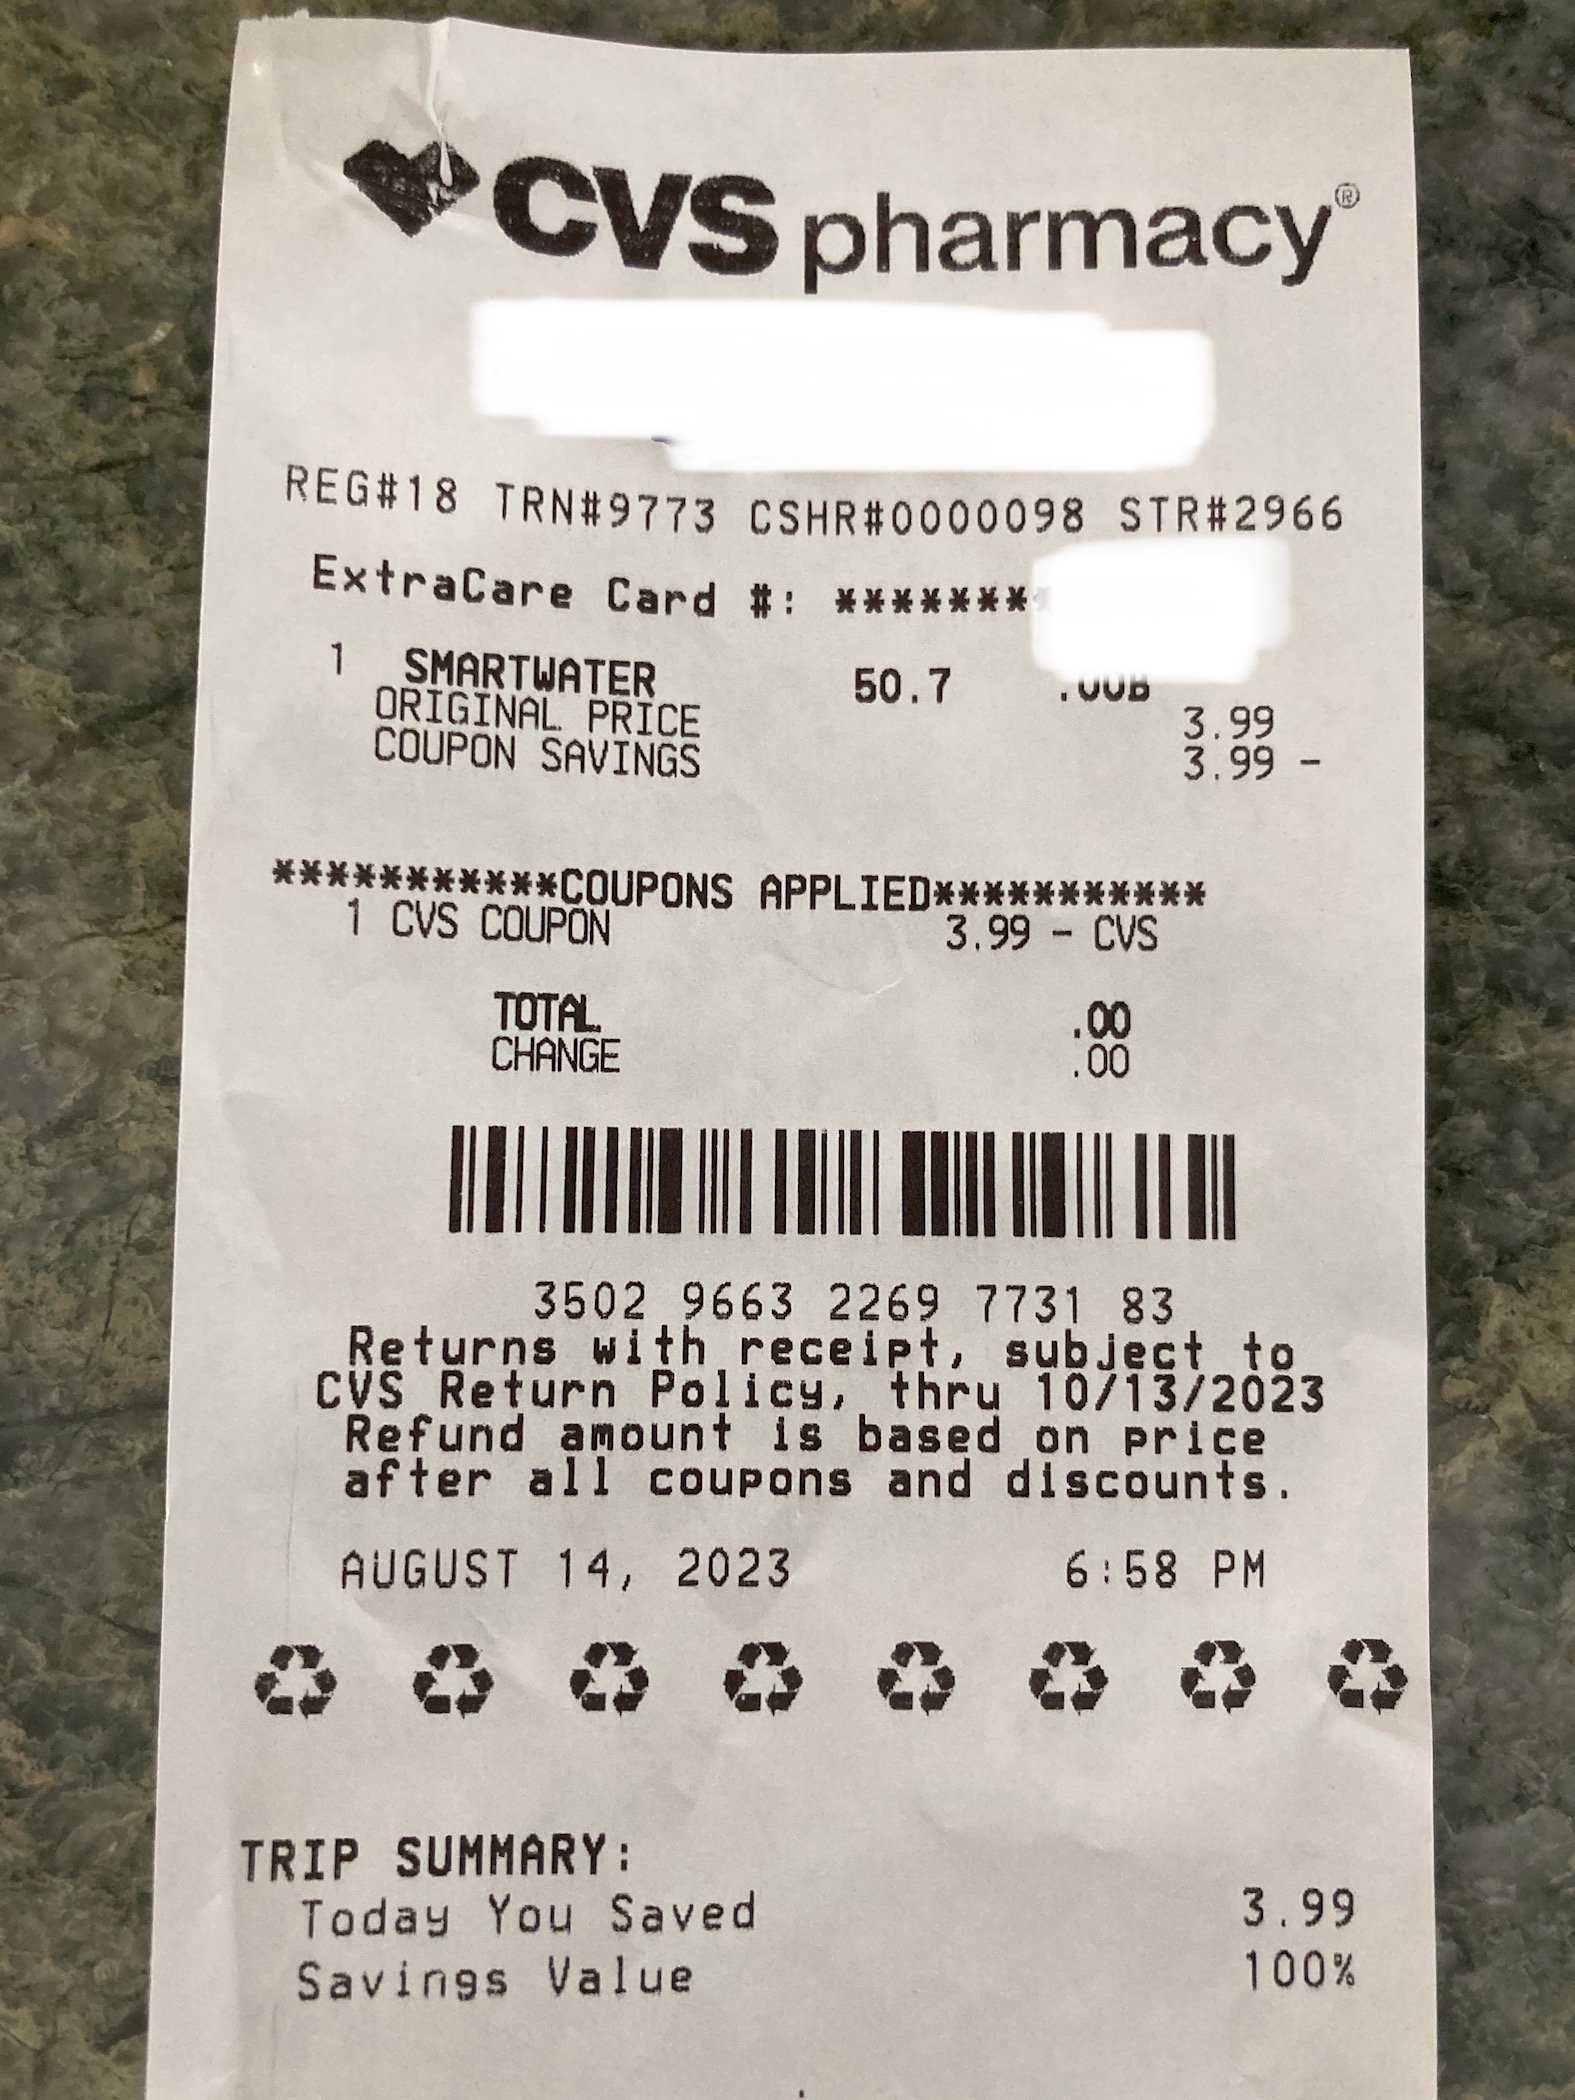 CVS pharmacy®
REG#18 TRN#9773 CSHR#0000098 STR#2966
ExtraCare Card #: *******
1 SMARTWATER 50.7 .00B
ORIGINAL PRICE 3.99
COUPON SAVINGS 3.99 -
***********COUPONS APPLIED***********
1 CVS COUPON 3.99 - CVS
TOTAL .00
CHANGE .00
3502 9663 2269 7731 83
Returns with receipt, subject to
CVS Return Policy, thru 10/13/2023
Refund amount is based on price
after all coupons and discounts.
AUGUST 14, 2023 6:58 PM
TRIP SUMMARY:
Today You Saved 3.99
Savings Value 100%